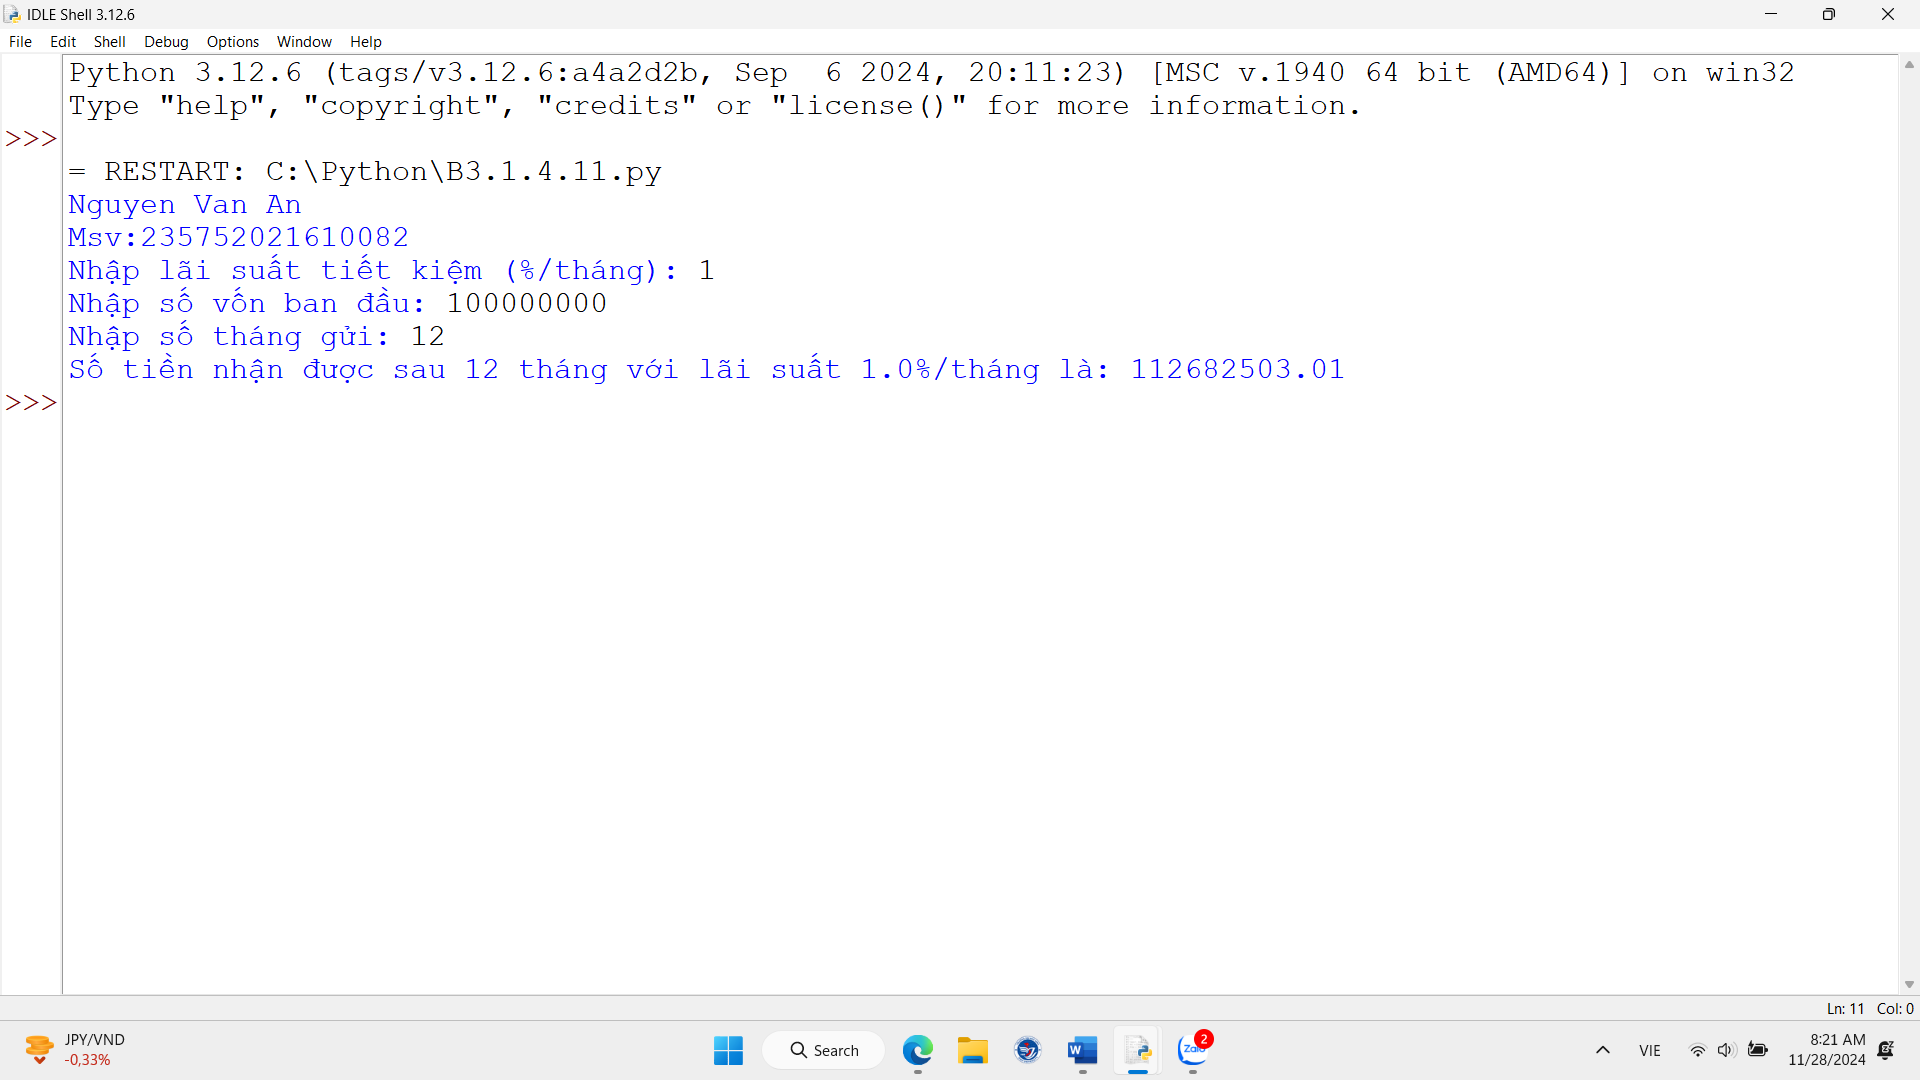 IDLE Shell 3.12.6
File Edit Shell Debug Options Window Help
Python 3.12.6 (tags/v3.12.6:a4a2d2b, Sep  6 2024, 20:11:23) [MSC v.1940 64 bit (AMD64)] on win32
Type "help", "copyright", "credits" or "license()" for more information.
>>>
= RESTART: C:\Python\B3.1.4.11.py
Nguyen Van An
Msv:235752021610082
Nhập lãi suất tiết kiệm (%/tháng): 1
Nhập số vốn ban đầu: 100000000
Nhập số tháng gửi: 12
Số tiền nhận được sau 12 tháng với lãi suất 1.0%/tháng là: 112682503.01
>>>
Ln: 11 Col: 0
JPY/VND
-0,33%
Search
W
Zalo
2
VIE
8:21 AM
11/28/2024